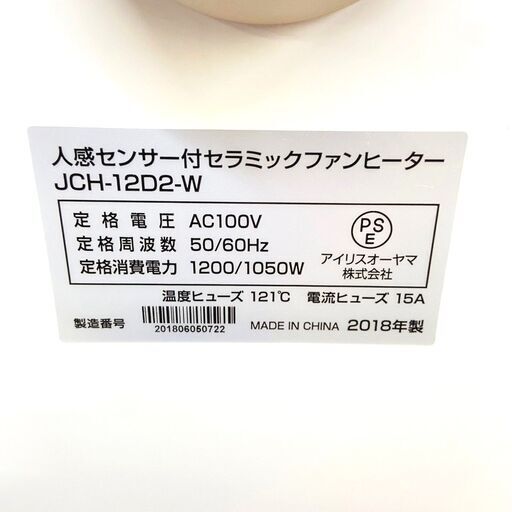 人感センサー付セラミックファンヒーター
JCH-12D2-W
定格電圧 AC100V
定格周波数 50/60Hz
定格消費電力 1200/1050W
PS
E
アイリスオーヤマ
株式会社
温度ヒューズ 121℃ 電流ヒューズ 15A
製造番号 201806050722 MADE IN CHINA 2018年製